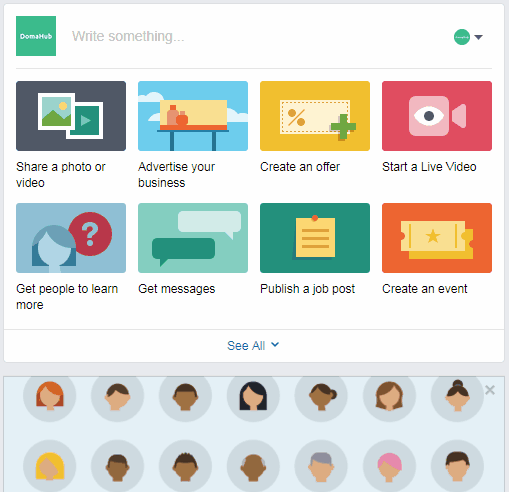 DomaHub
Write something...
DomaHub
Share a photo or
video
Advertise your
business
Create an offer
Start a Live Video
?
Get people to learn
more
Get messages
Publish a job post
Create an event
See All